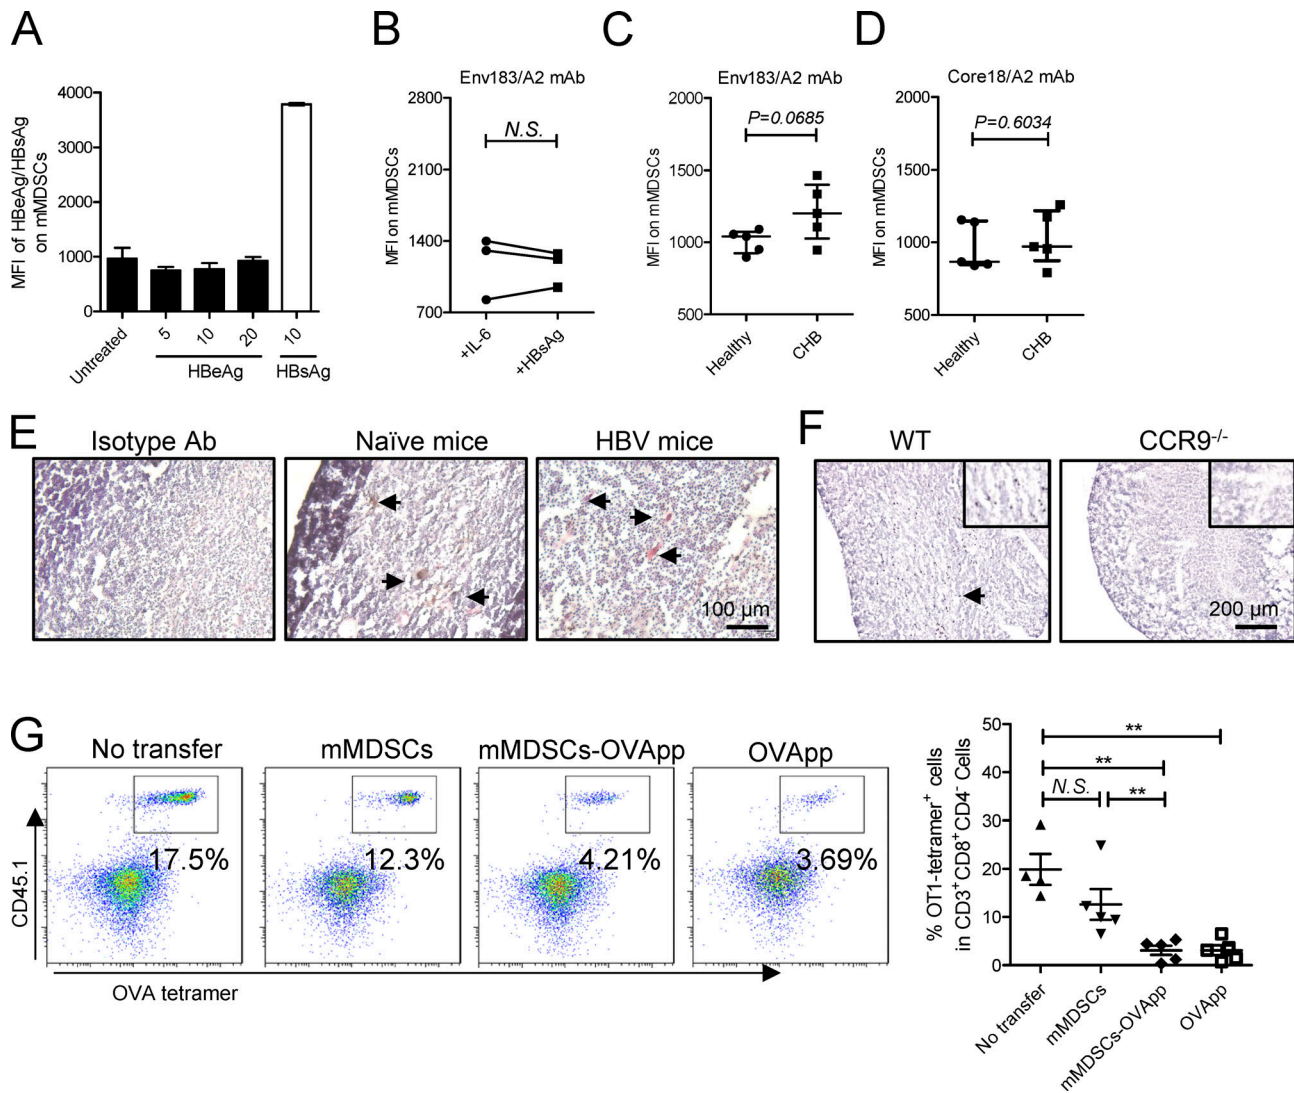 A
MFI of HBeAg/HBsAg
on mMDSCs
4000
3000
2000
1000
0
Untreated
5
10
20
10
HBeAg
HBsAg
B
Env183/A2 mAb
MFI on mMDSCs
2800
2100
1400
700
N.S.
+IL-6
+HBsAg
C
Env183/A2 mAb
MFI on mMDSCs
2000
1500
1000
500
P=0.0685
Healthy
CHB
D
Core18/A2 mAb
MFI on mMDSCs
2000
1500
1000
500
P=0.6034
Healthy
CHB
E
Isotype Ab
Naïve mice
HBV mice
100 µm
F
WT
CCR9-/-
200 µm
G
No transfer
mMDSCs
mMDSCs-OVApp
OVApp
17.5%
12.3%
4.21%
3.69%
CD45.1
OVA tetramer
% OT1-tetramer+ cells
in CD3+CD8+CD4- Cells
50
40
30
20
10
0
**
**
N.S.
**
No transfer
mMDSCs
mMDSCs-OVApp
OVApp